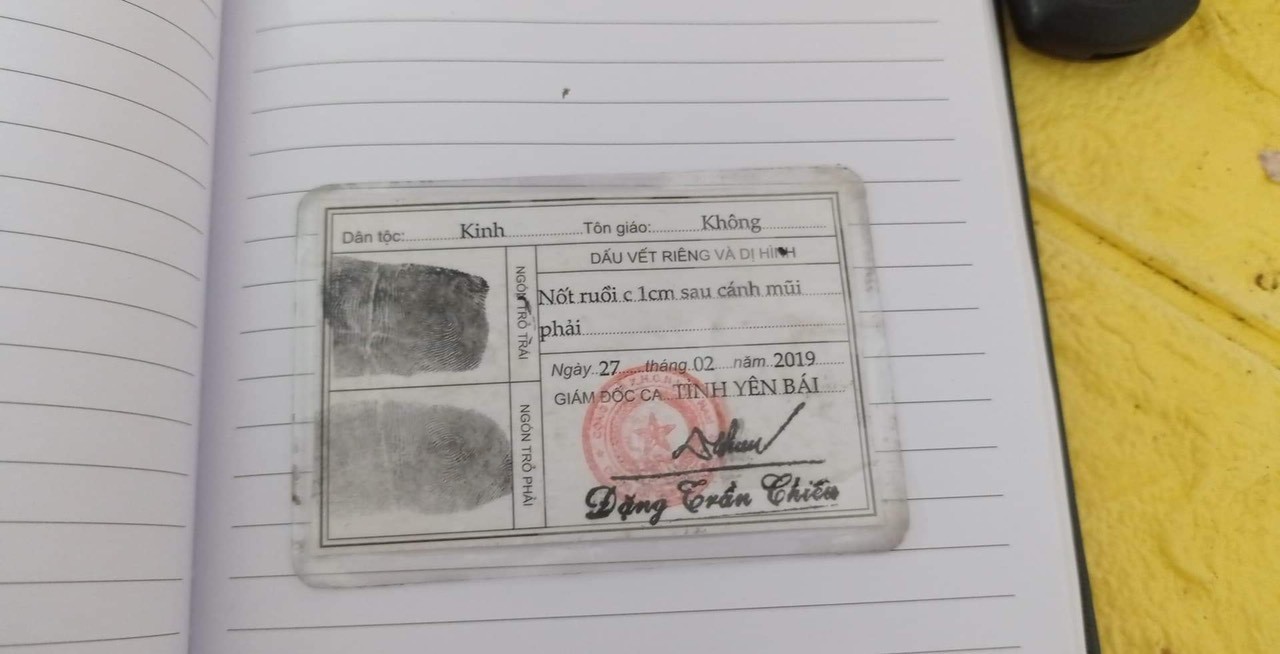 Dân tộc: Kinh Tôn giáo: Không
NGÓN TRỎ TRÁI
DẤU VẾT RIÊNG VÀ DỊ HÌNH
Nốt ruồi c 1cm sau cánh mũi
phải
Ngày 27 tháng 02 năm 2019
GIÁM ĐỐC CA TỈNH YÊN BÁI
NGÓN TRỎ PHẢI
Đặng Trần Chiêu